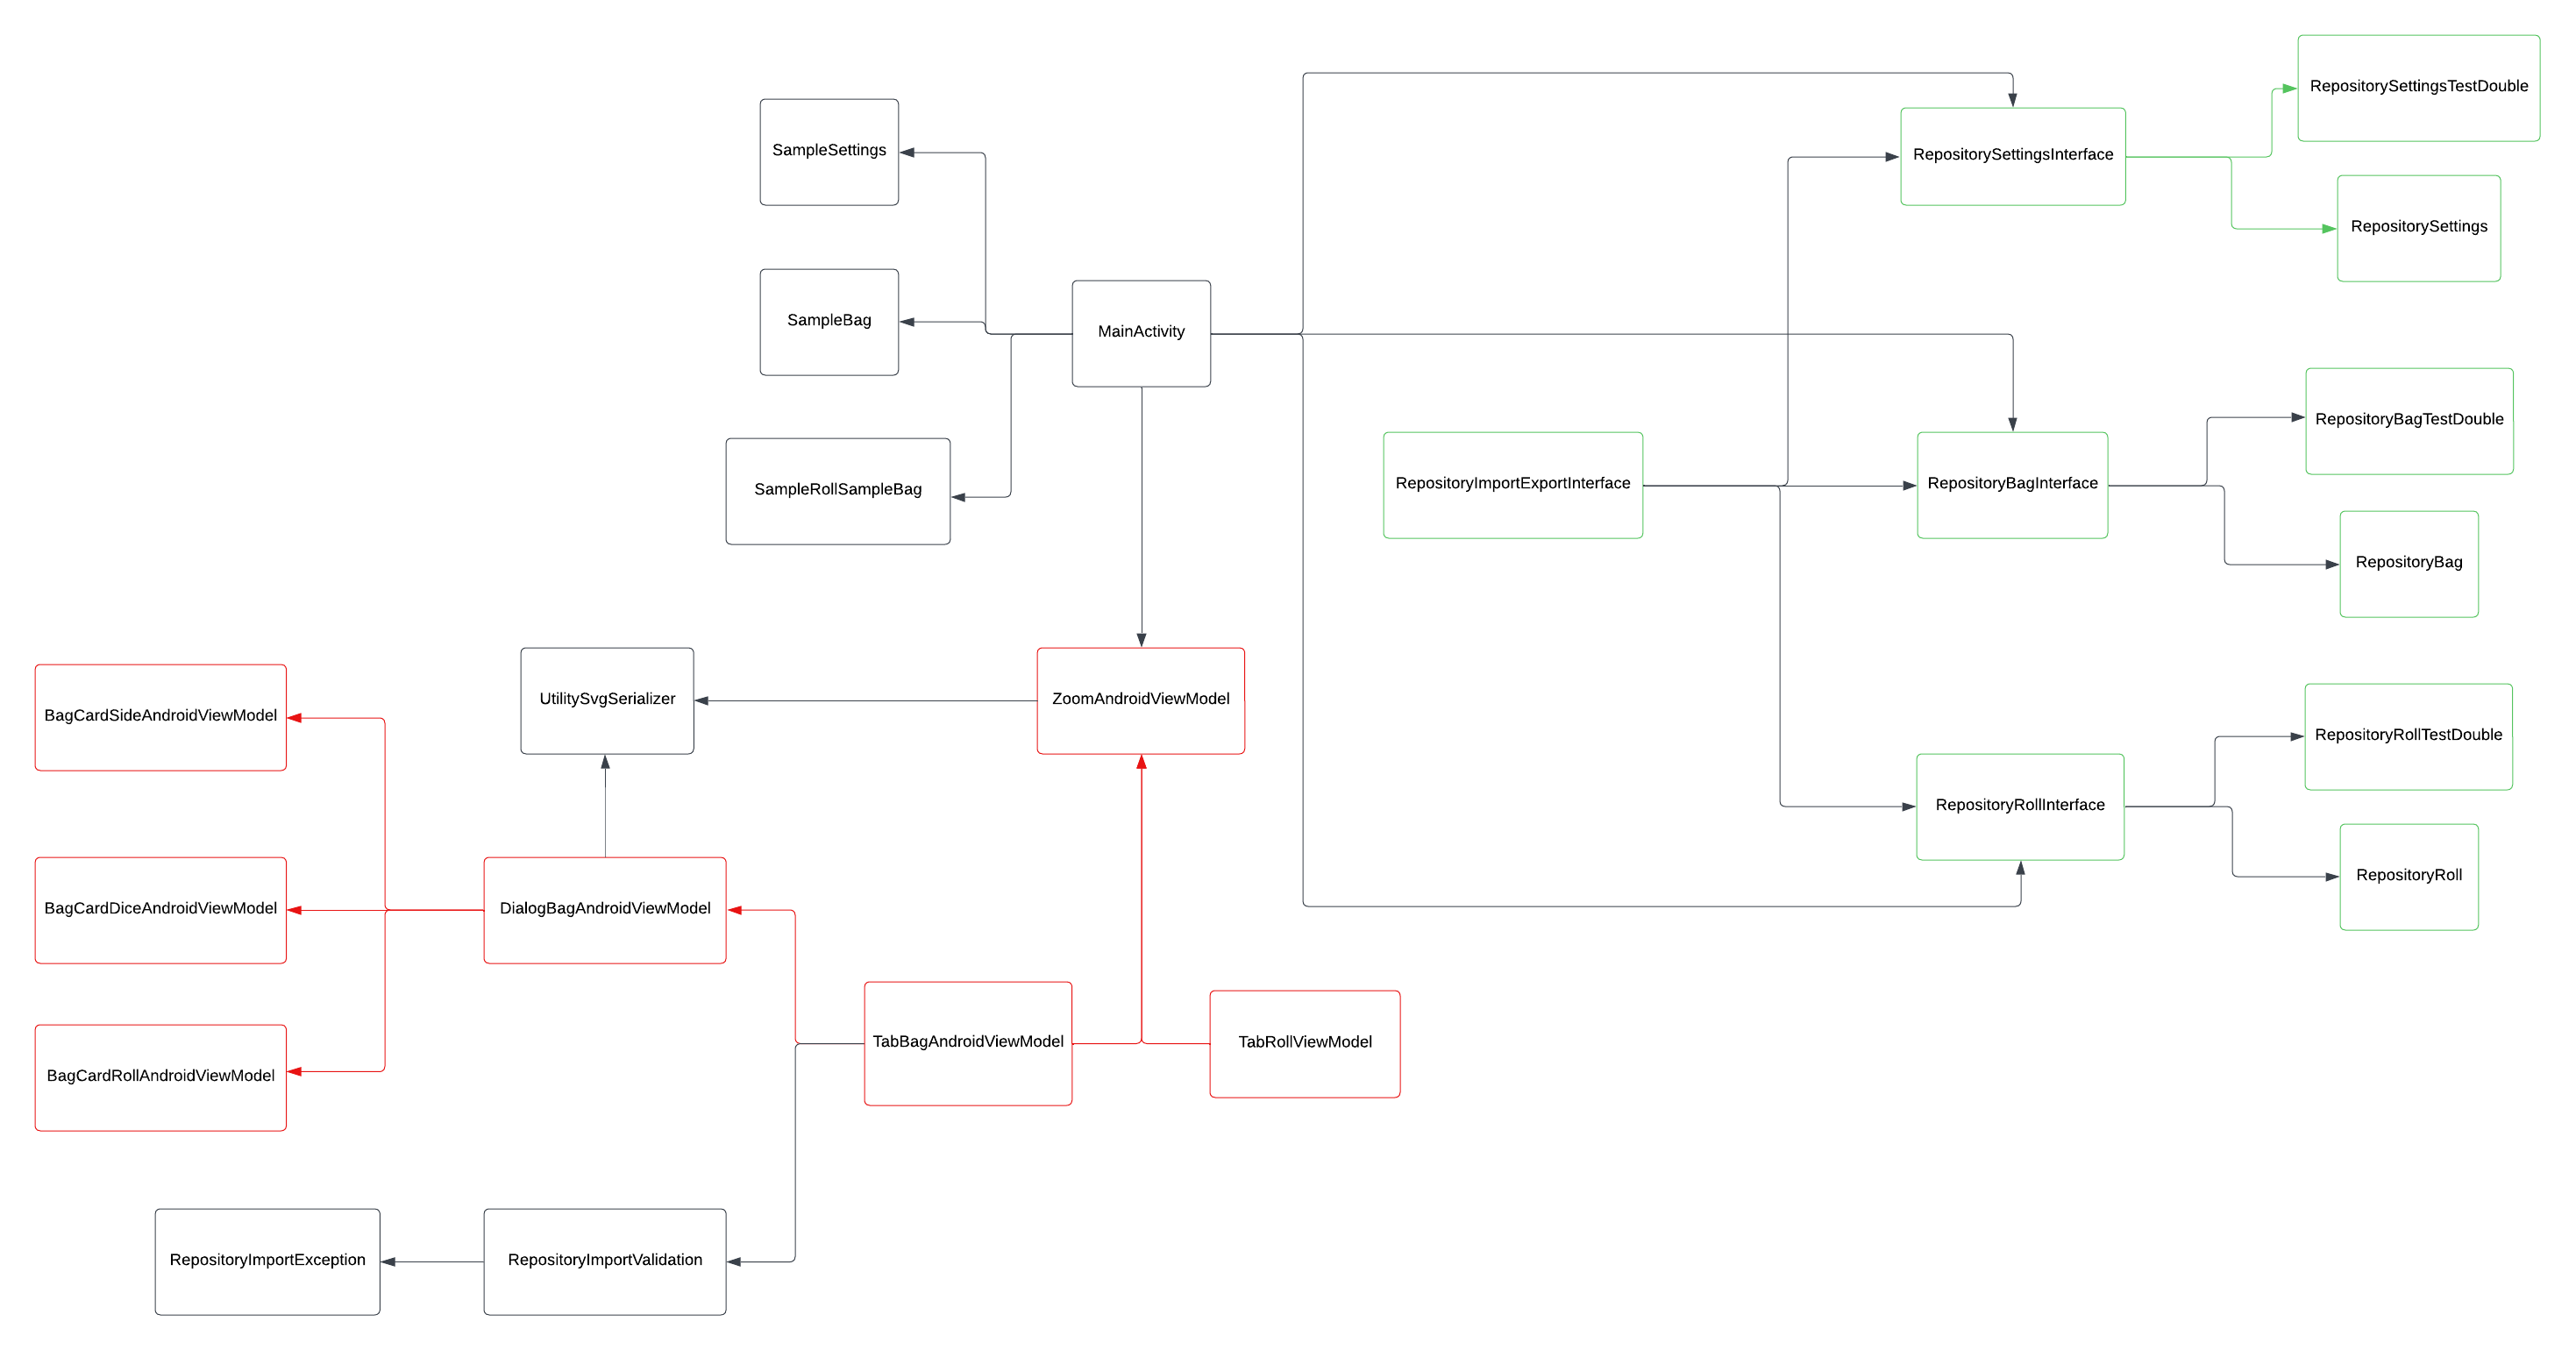 RepositorySettingsTestDouble
SampleSettings
RepositorySettingsInterface
RepositorySettings
SampleBag
MainActivity
RepositoryBagTestDouble
SampleRollSampleBag
RepositoryImportExportInterface
RepositoryBagInterface
RepositoryBag
UtilitySvgSerializer
ZoomAndroidViewModel
BagCardSideAndroidViewModel
RepositoryRollTestDouble
RepositoryRollInterface
RepositoryRoll
BagCardDiceAndroidViewModel
DialogBagAndroidViewModel
TabBagAndroidViewModel
TabRollViewModel
BagCardRollAndroidViewModel
RepositoryImportException
RepositoryImportValidation